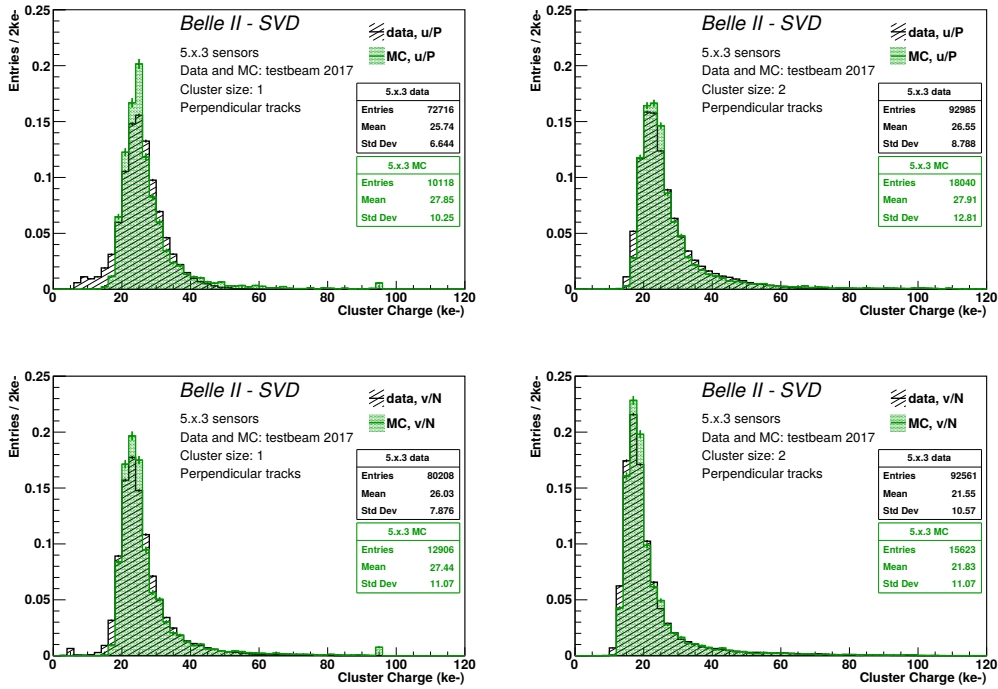 Entries / 2ke-
0.25
0.2
0.15
0.1
0.05
0
Belle II - SVD
5.x.3 sensors
Data and MC: testbeam 2017
Cluster size: 1
Perpendicular tracks
data, u/P
MC, u/P
5.x.3 data
Entries 72716
Mean 25.74
Std Dev 6.644
5.x.3 MC
Entries 10118
Mean 27.85
Std Dev 10.25
0 20 40 60 80 100 120
Cluster Charge (ke-)
Entries / 2ke-
0.25
0.2
0.15
0.1
0.05
0
Belle II - SVD
5.x.3 sensors
Data and MC: testbeam 2017
Cluster size: 2
Perpendicular tracks
data, u/P
MC, u/P
5.x.3 data
Entries 92985
Mean 26.55
Std Dev 8.788
5.x.3 MC
Entries 18040
Mean 27.91
Std Dev 12.81
0 20 40 60 80 100 120
Cluster Charge (ke-)
Entries / 2ke-
0.25
0.2
0.15
0.1
0.05
0
Belle II - SVD
5.x.3 sensors
Data and MC: testbeam 2017
Cluster size: 1
Perpendicular tracks
data, v/N
MC, v/N
5.x.3 data
Entries 80208
Mean 26.03
Std Dev 7.876
5.x.3 MC
Entries 12906
Mean 27.44
Std Dev 11.07
0 20 40 60 80 100 120
Cluster Charge (ke-)
Entries / 2ke-
0.25
0.2
0.15
0.1
0.05
0
Belle II - SVD
5.x.3 sensors
Data and MC: testbeam 2017
Cluster size: 2
Perpendicular tracks
data, v/N
MC, v/N
5.x.3 data
Entries 92561
Mean 21.55
Std Dev 10.57
5.x.3 MC
Entries 15623
Mean 21.83
Std Dev 11.07
0 20 40 60 80 100 120
Cluster Charge (ke-)